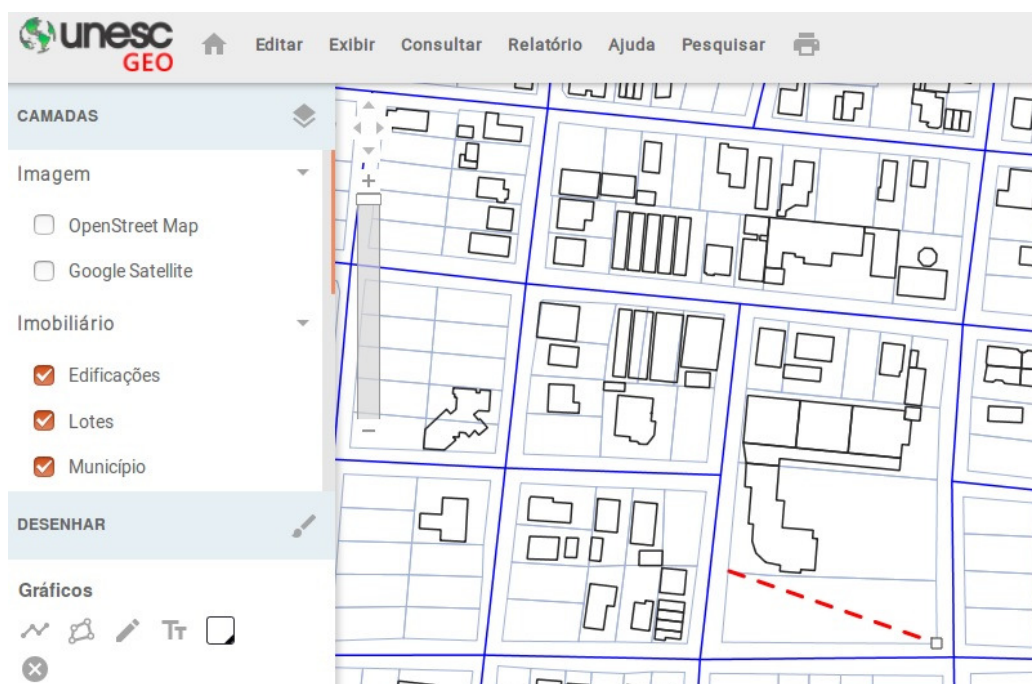 unesc
GEO
Editar Exibir Consultar Relatório Ajuda Pesquisar
CAMADAS
Imagem
OpenStreet Map
Google Satellite
Imobiliário
Edificações
Lotes
Município
DESENHAR
Gráficos
TT